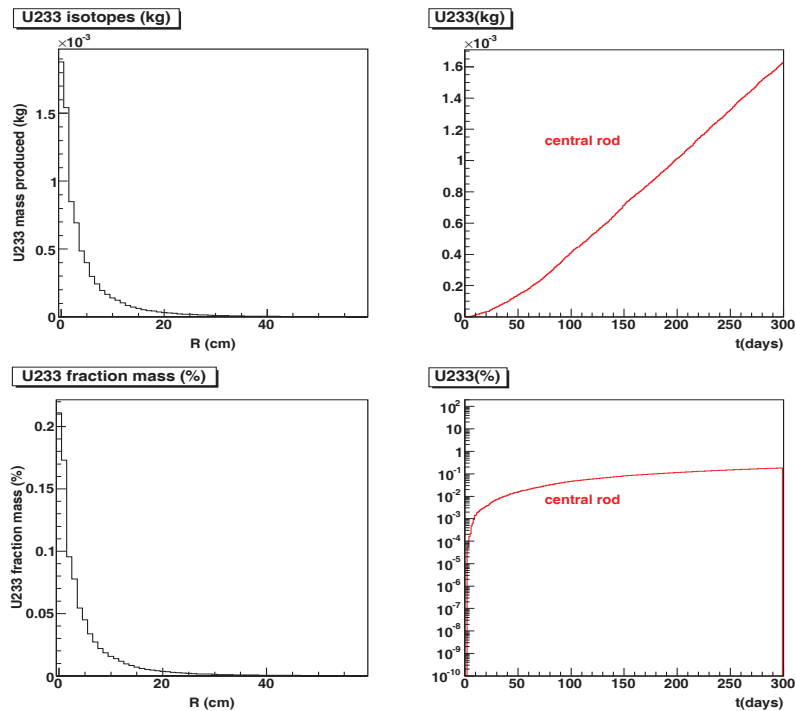 U233 isotopes (kg)
×10⁻³
U233 mass produced (kg)
1.5
1
0.5
0
0 20 40
R (cm)
U233(kg)
×10⁻³
1.6
1.4
1.2
1
0.8
0.6
0.4
0.2
0
central rod
0 50 100 150 200 250 300
t(days)
U233 fraction mass (%)
U233 fraction mass (%)
0.2
0.15
0.1
0.05
0
0 20 40
R (cm)
U233(%)
10²
10
1
10⁻¹
10⁻²
10⁻³
10⁻⁴
10⁻⁵
10⁻⁶
10⁻⁷
10⁻⁸
10⁻⁹
10⁻¹⁰
central rod
0 50 100 150 200 250 300
t(days)